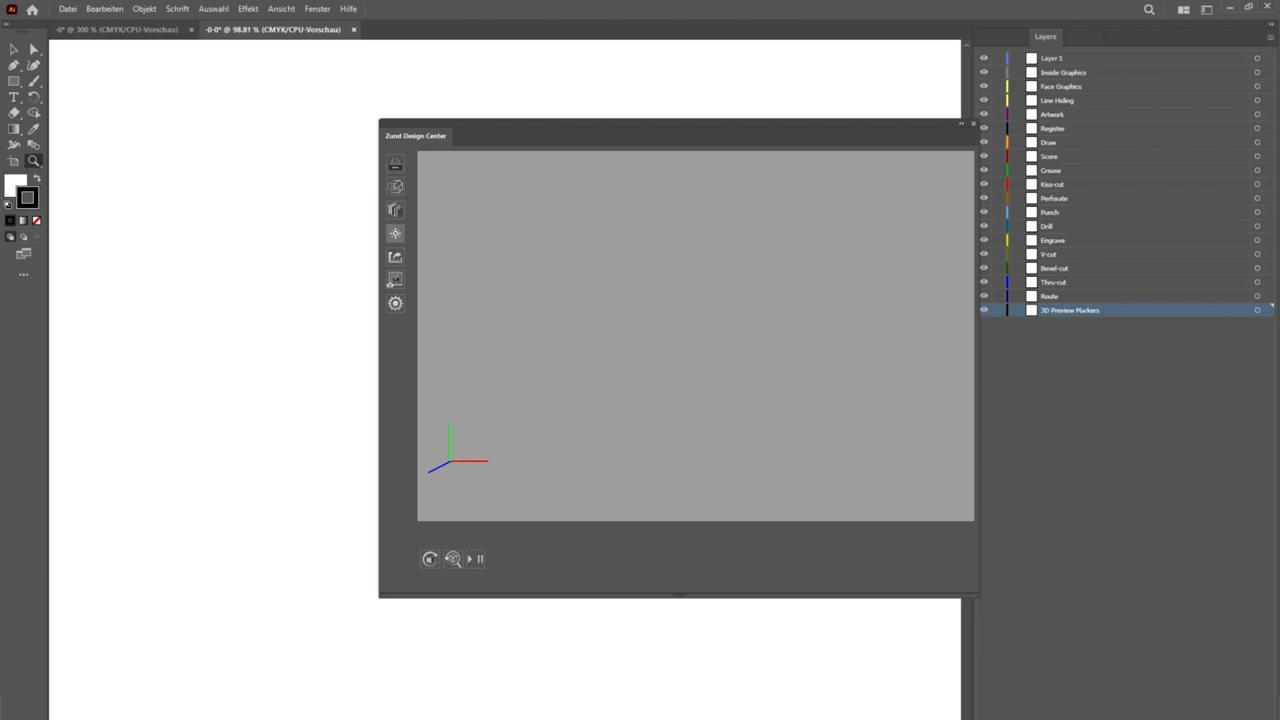 Ai Datei Bearbeiten Objekt Schrift Auswahl Effekt Ansicht Fenster Hilfe
-0* @ 300 % (CMYK/CPU-Vorschau) × -0-0* @ 98.81 % (CMYK/CPU-Vorschau) ×
Layers
Layer 1
Inside Graphics
Face Graphics
Line Hiding
Artwork
Register
Draw
Score
Crease
Kiss-cut
Perforate
Punch
Drill
Engrave
V-cut
Bevel-cut
Thru-cut
Route
3D Preview Markers
Zund Design Center